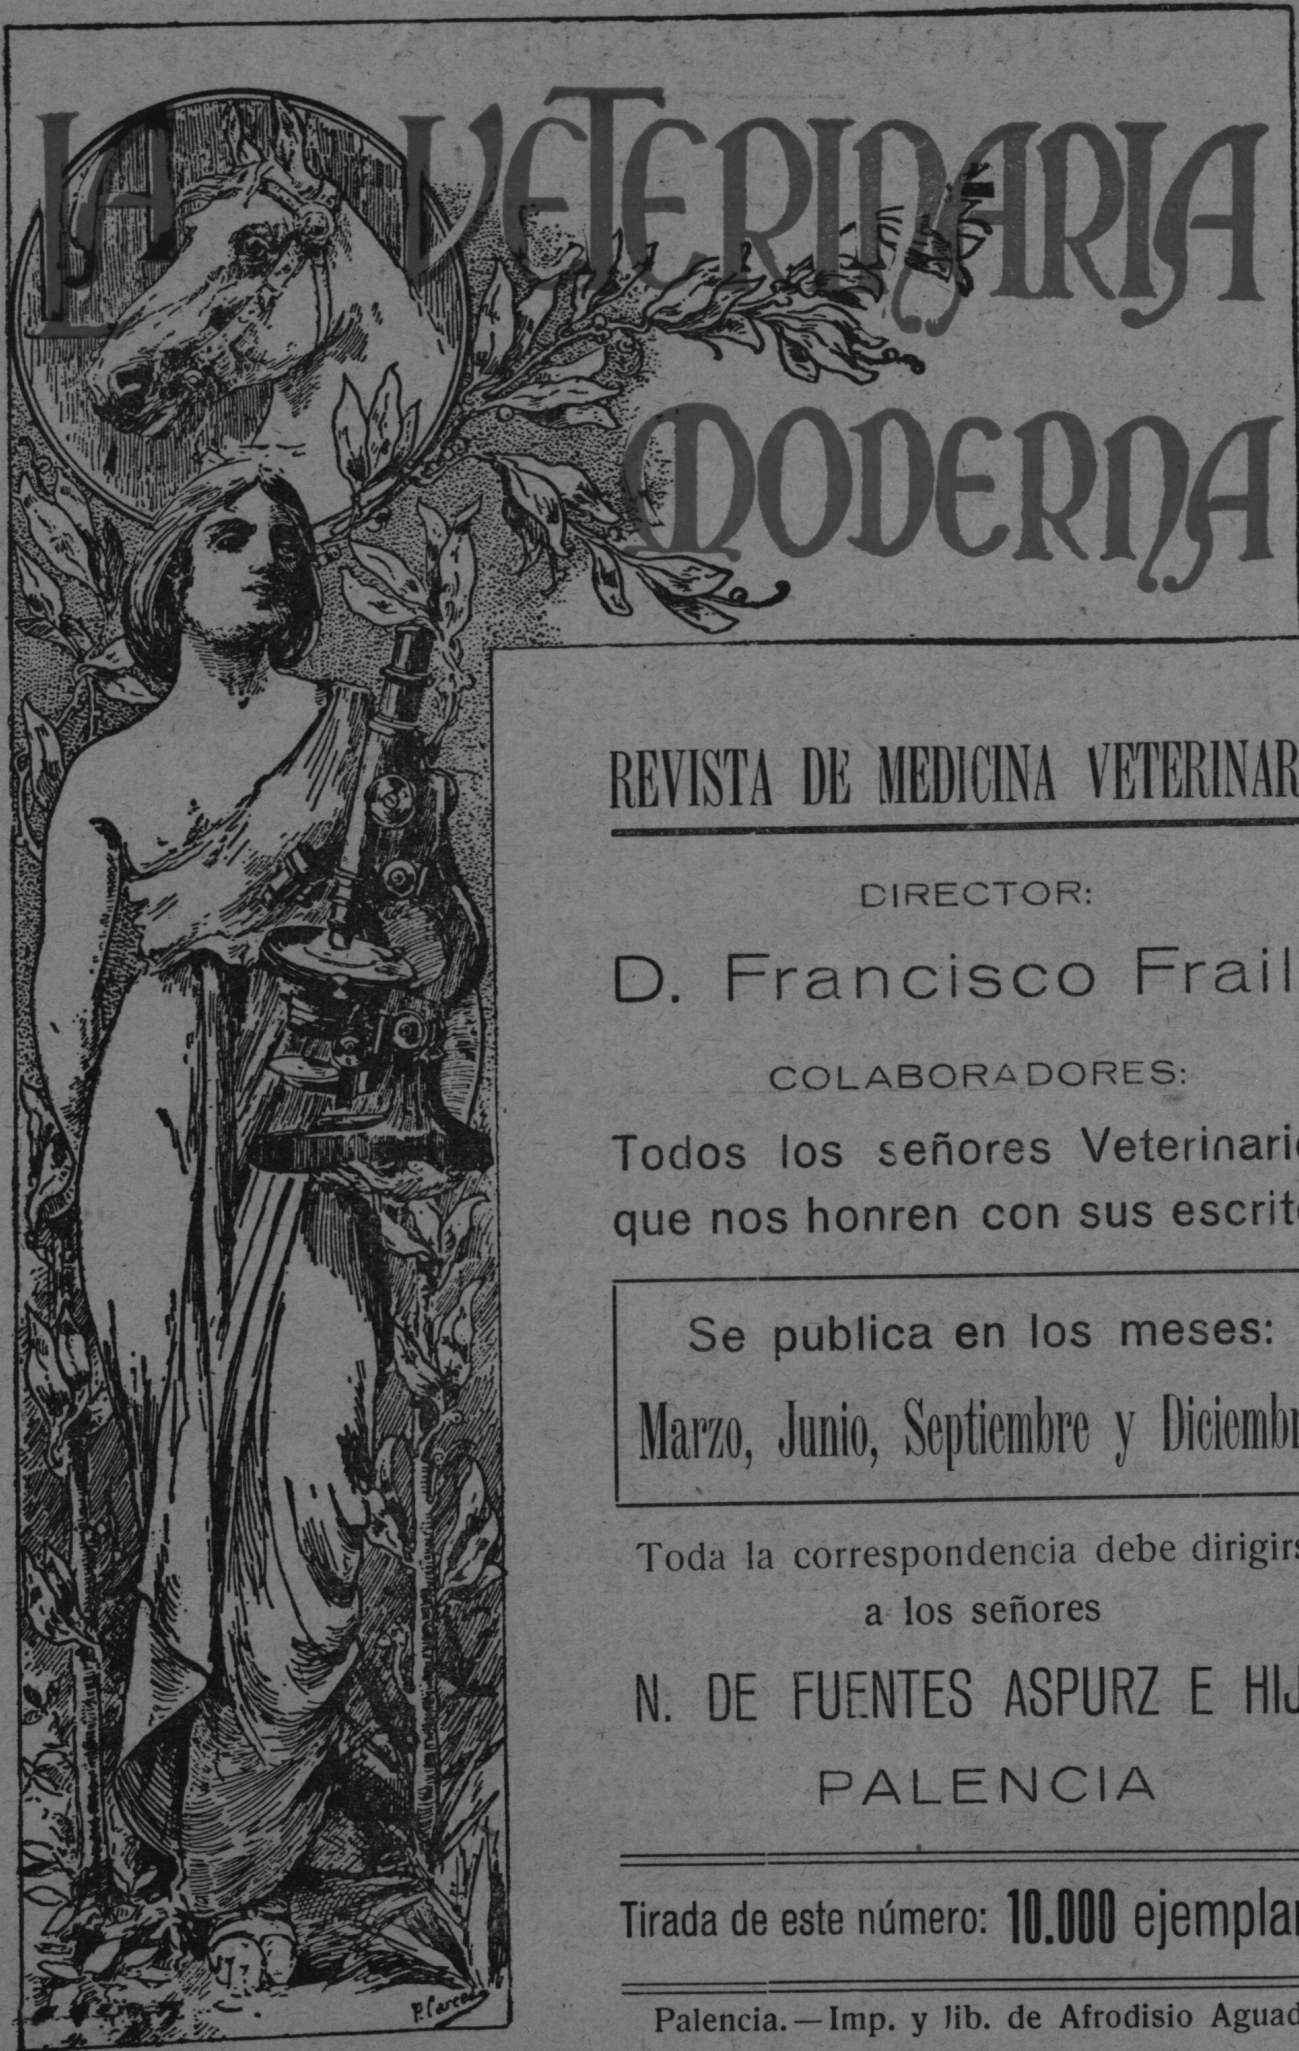 LA VETERINARIA
MODERNA
REVISTA DE MEDICINA VETERINAR
DIRECTOR:
D. Francisco Frail
COLABORADORES:
Todos los señores Veterinari
que nos honren con sus escrit
Se publica en los meses:
Marzo, Junio, Septiembre y Diciembr
Toda la correspondencia debe dirigirs
a los señores
N. DE FUENTES ASPURZ E HIJ
PALENCIA
Tirada de este número: 10.000 ejemplar
Palencia.—Imp. y lib. de Afrodisio Aguad